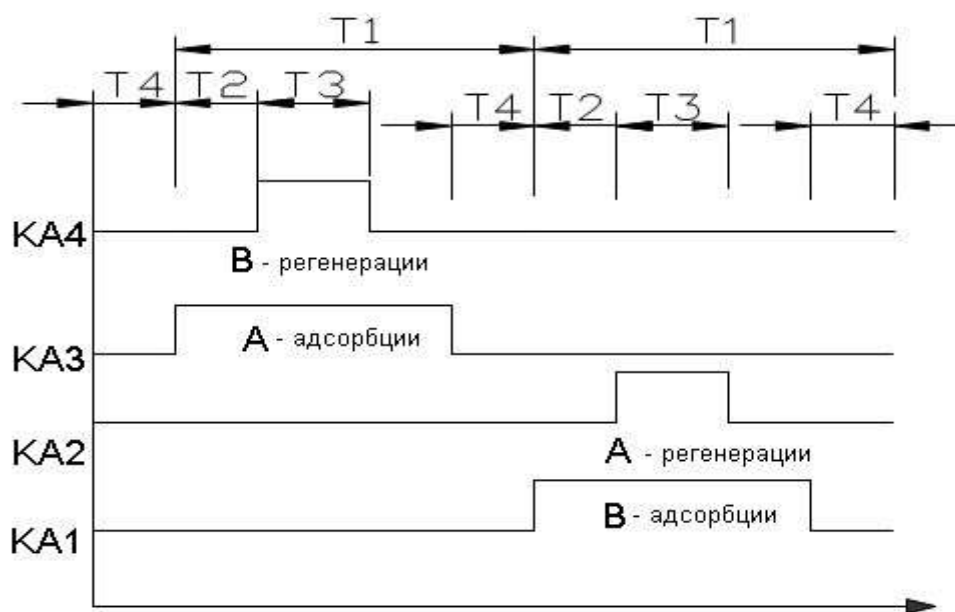 T1 T1
T4 T2 T3
T4 T2 T3 T4
KA4
B - регенерации
A - адсорбции
KA3
KA2
A - регенерации
B - адсорбции
KA1